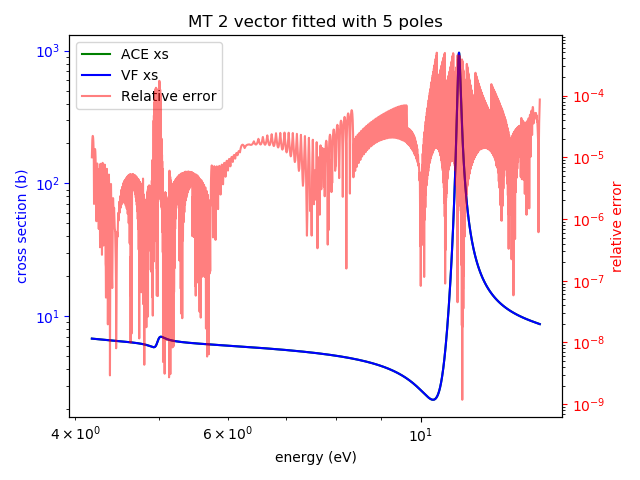 MT 2 vector fitted with 5 poles
ACE xs
VF xs
Relative error
10³
10²
10¹
cross section (b)
10⁻⁴
10⁻⁵
10⁻⁶
10⁻⁷
10⁻⁸
10⁻⁹
relative error
4 × 10⁰
6 × 10⁰
10¹
energy (eV)